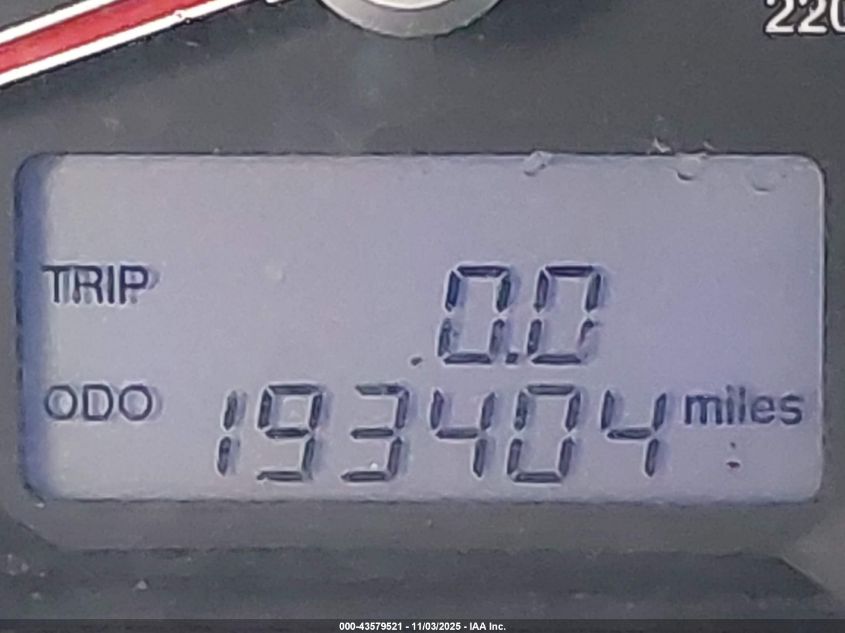 220
TRIP 0.0
ODO 193404 miles
000-43579521 - 11/03/2025 - IAA Inc.